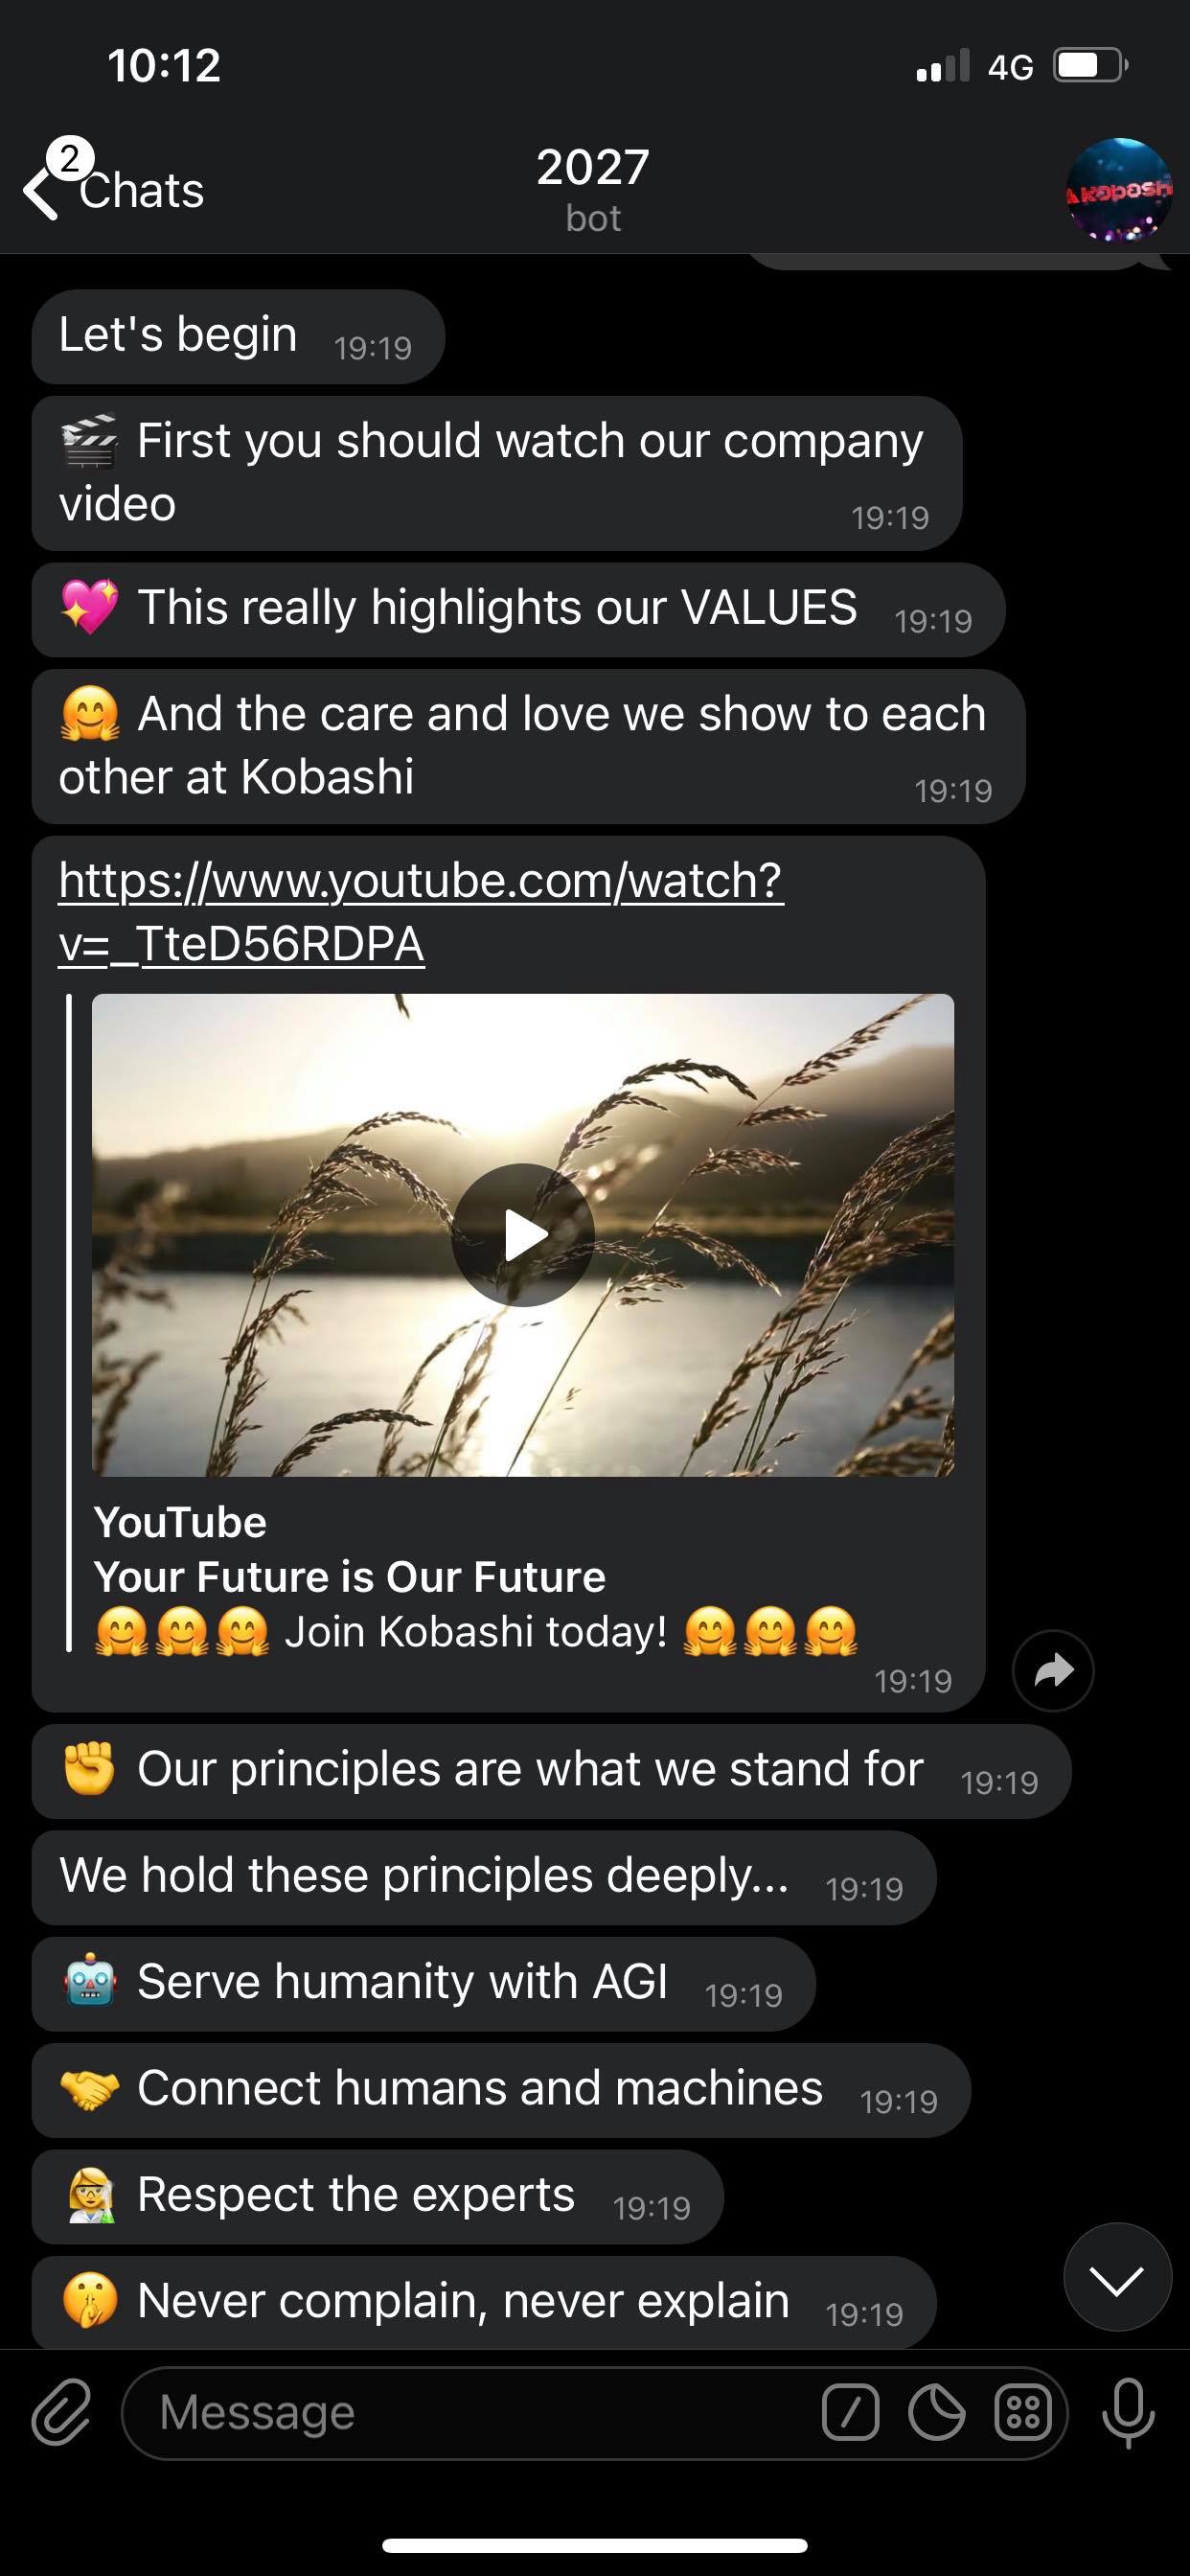 10:12
4G
2
Chats
2027
bot
Let's begin 19:19
🎬 First you should watch our company
video 19:19
💖 This really highlights our VALUES 19:19
🤗 And the care and love we show to each
other at Kobashi 19:19
https://www.youtube.com/watch?
v=_TteD56RDPA
YouTube
Your Future is Our Future
🤗🤗🤗 Join Kobashi today! 🤗🤗🤗
19:19
✊ Our principles are what we stand for 19:19
We hold these principles deeply... 19:19
🤖 Serve humanity with AGI 19:19
🤝 Connect humans and machines 19:19
👩‍🔬 Respect the experts 19:19
🤫 Never complain, never explain 19:19
Message